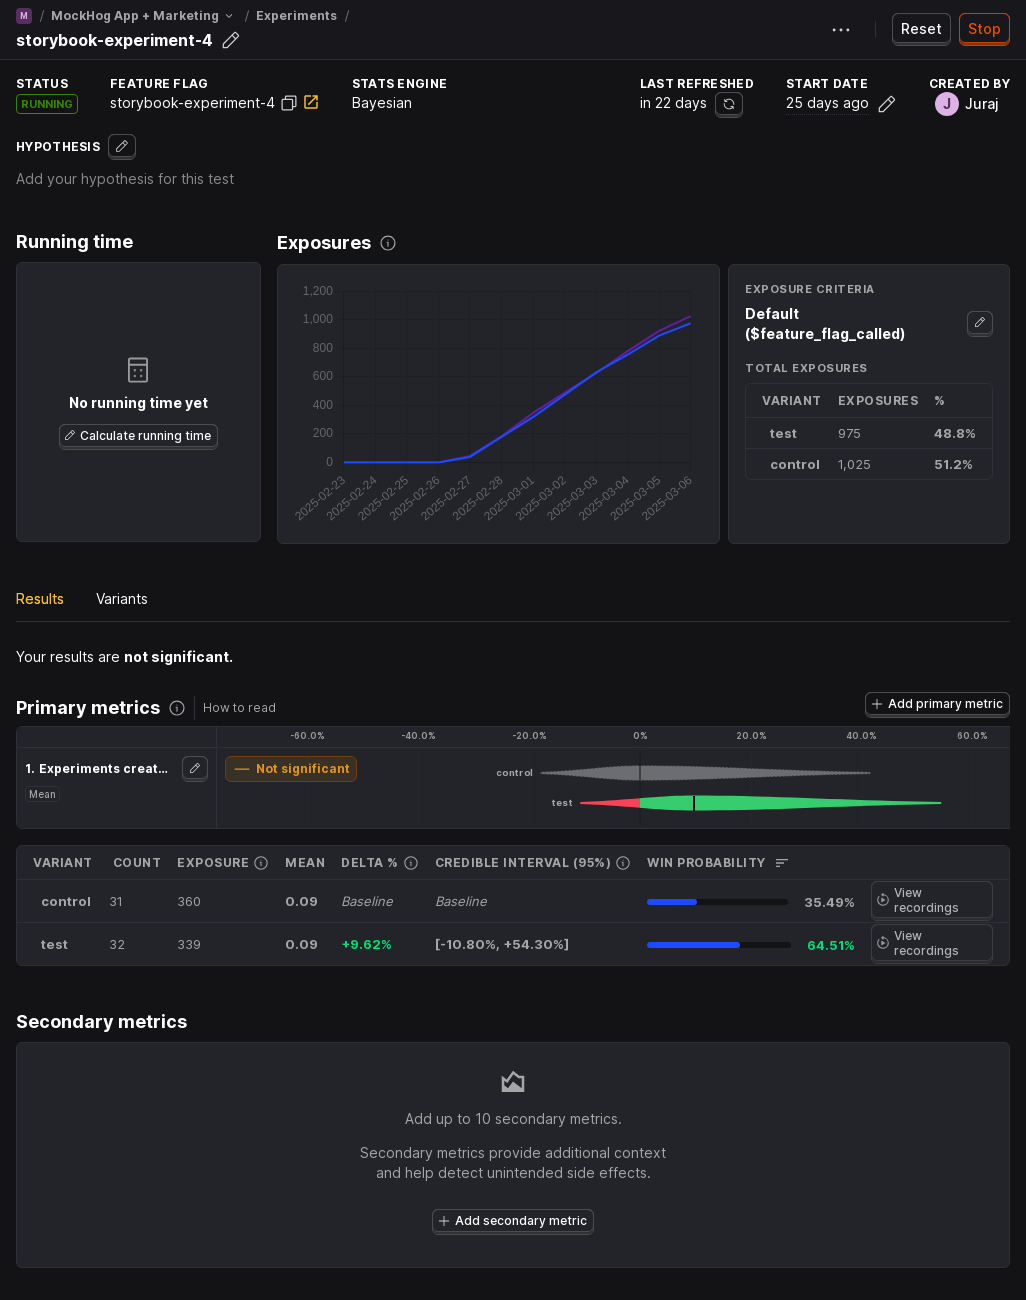 M / MockHog App + Marketing / Experiments /
storybook-experiment-4
Reset
Stop
STATUS
RUNNING
FEATURE FLAG
storybook-experiment-4
STATS ENGINE
Bayesian
LAST REFRESHED
in 22 days
START DATE
25 days ago
CREATED BY
J Juraj
HYPOTHESIS
Add your hypothesis for this test
Running time
No running time yet
Calculate running time
Exposures
1,200
1,000
800
600
400
200
0
2025-02-23
2025-02-24
2025-02-25
2025-02-26
2025-02-27
2025-02-28
2025-03-01
2025-03-02
2025-03-03
2025-03-04
2025-03-05
2025-03-06
EXPOSURE CRITERIA
Default
($feature_flag_called)
TOTAL EXPOSURES
VARIANT EXPOSURES %
test 975 48.8%
control 1,025 51.2%
Results Variants
Your results are not significant.
Primary metrics How to read
Add primary metric
-60.0% -40.0% -20.0% 0% 20.0% 40.0% 60.0%
1. Experiments creat...
Mean
Not significant
control
test
VARIANT COUNT EXPOSURE MEAN DELTA % CREDIBLE INTERVAL (95%) WIN PROBABILITY
control 31 360 0.09 Baseline Baseline 35.49% View
recordings
test 32 339 0.09 +9.62% [-10.80%, +54.30%] 64.51% View
recordings
Secondary metrics
Add up to 10 secondary metrics.
Secondary metrics provide additional context
and help detect unintended side effects.
Add secondary metric